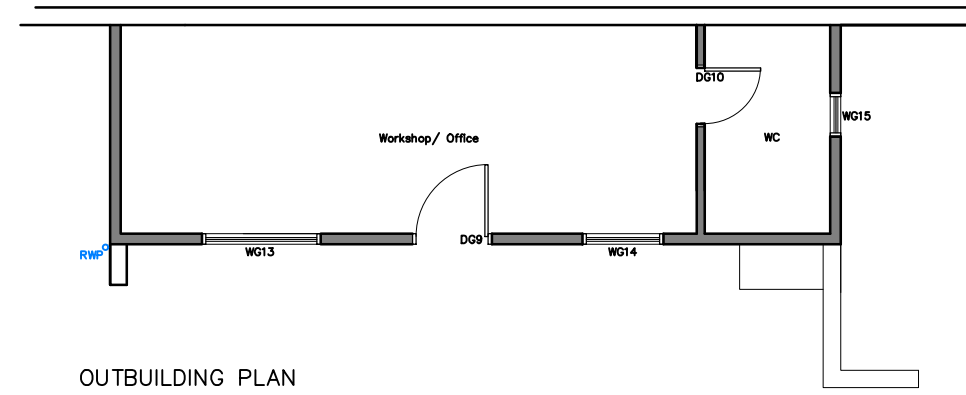 DG10
WG15
Workshop/ Office
WC
DG9
RWP
WG13
WG14
OUTBUILDING PLAN